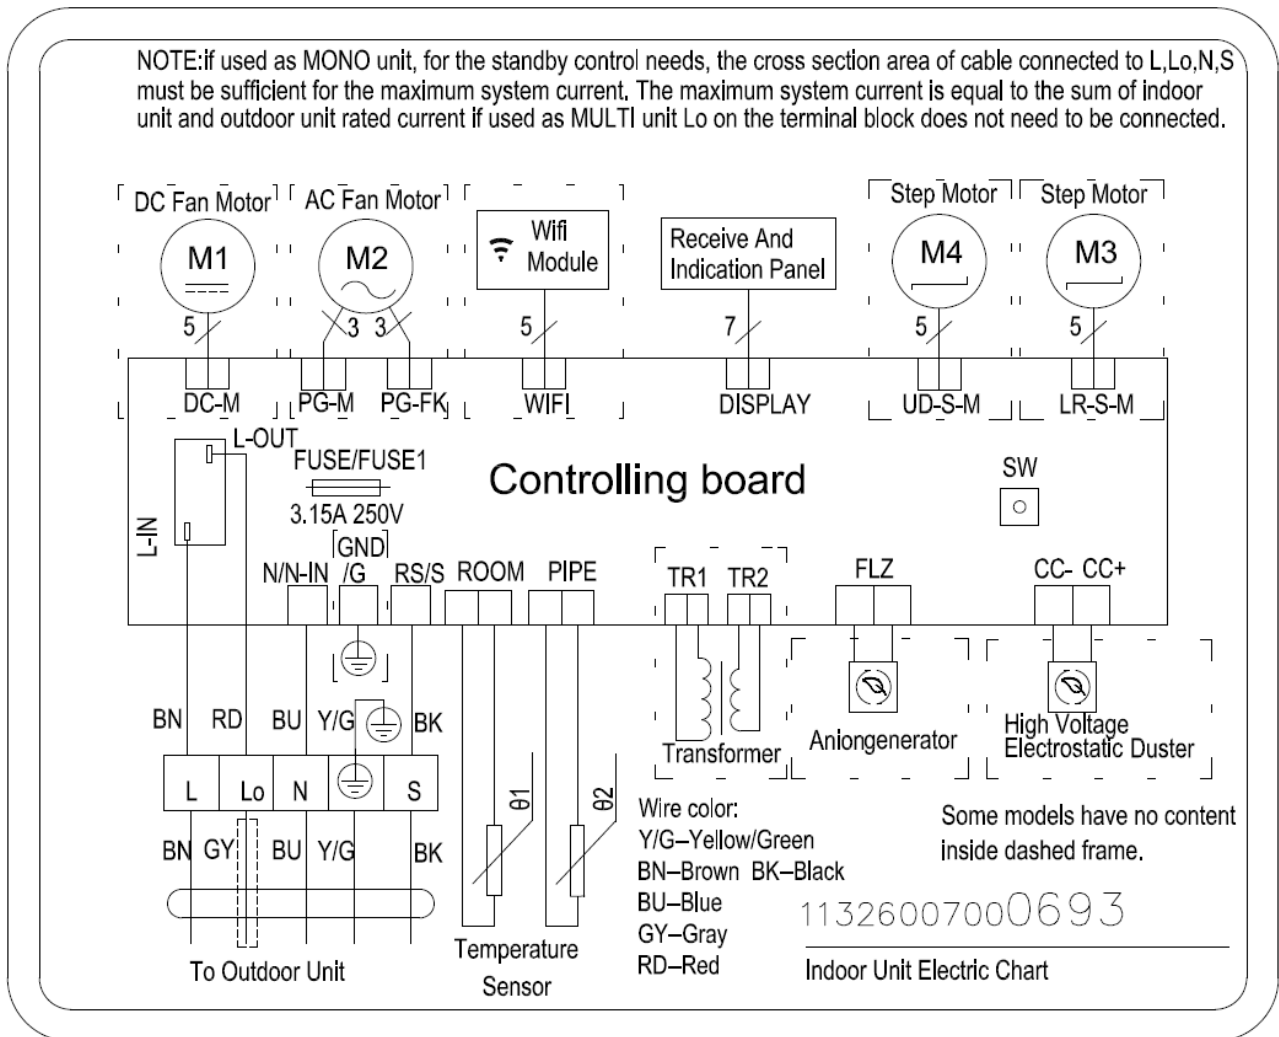 NOTE:if used as MONO unit, for the standby control needs, the cross section area of cable connected to L,Lo,N,S
must be sufficient for the maximum system current. The maximum system current is equal to the sum of indoor
unit and outdoor unit rated current if used as MULTI unit Lo on the terminal block does not need to be connected.
DC Fan Motor AC Fan Motor Step Motor Step Motor
M1 M2 Wifi
Module Receive And
Indication Panel M4 M3
5 3 3 5 7 5 5
DC-M PG-M PG-FK WIFI DISPLAY UD-S-M LR-S-M
L-OUT
FUSE/FUSE1
3.15A 250V
Controlling board
SW
L-IN
N/N-IN GND
/G RS/S ROOM PIPE TR1 TR2 FLZ CC- CC+
BN RD BU Y/G BK
Transformer
Aniongenerator
High Voltage
Electrostatic Duster
L Lo N S
θ1 θ2
BN GY BU Y/G BK
To Outdoor Unit
Temperature
Sensor
Wire color:
Y/G–Yellow/Green
BN–Brown BK–Black
BU–Blue
GY–Gray
RD–Red
Some models have no content
inside dashed frame.
11326007000693
Indoor Unit Electric Chart